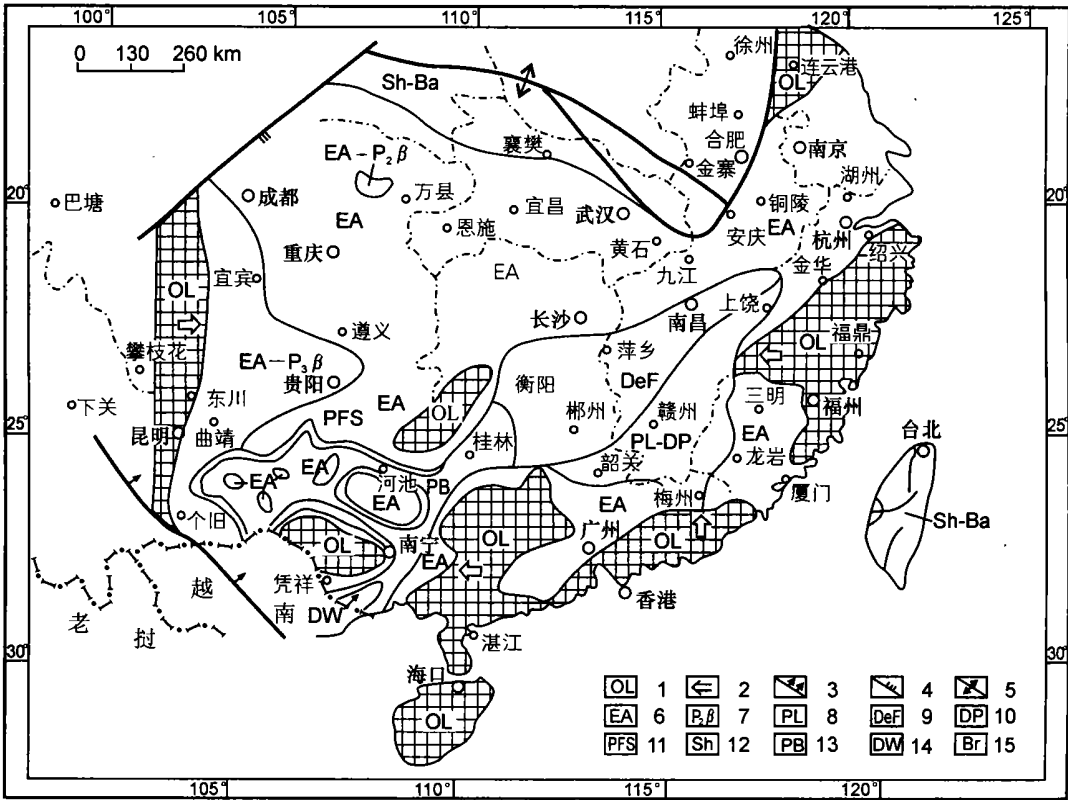 100° 105° 110° 115° 120° 125°
0 130 260 km
徐州
连云港
OL
Sh-Ba
蚌埠
合肥
襄樊
金寨
南京
EA-P₂β
湖州
20° 20°
巴塘
成都
万县
宜昌
武汉
铜陵
EA
EA
恩施
安庆
杭州
重庆
黄石
绍兴
EA
九江
金华
宜宾
OL
长沙
南昌
上饶
遵义
OL
福鼎
攀枝花
萍乡
EA-P₃β
贵阳
衡阳
DeF
下关
东川
EA
OL
三明
福州
PFS
郴州
赣州
25° 25°
昆明
曲靖
桂林
PL-DP
EA
台北
EA
EA
河池
PB
韶关
龙岩
EA
梅州
厦门
EA
Sh-Ba
个旧
广州
OL
南宁
OL
OL
EA
凭祥
越
香港
南
DW
老
挝
湛江
30° 30°
海口
OL
OL 1 ⇐ 2 3 4 5
EA 6 P₂β 7 PL 8 DeF 9 DP 10
PFS 11 Sh 12 PB 13 DW 14 Br 15
105° 110° 115° 120°